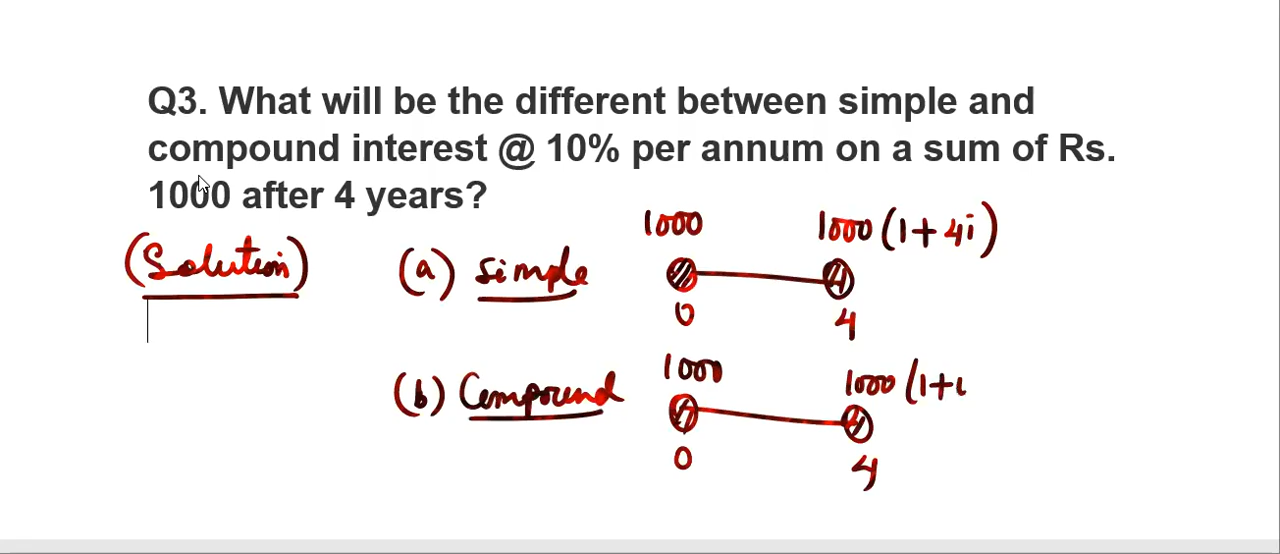 Q3. What will be the different between simple and
compound interest @ 10% per annum on a sum of Rs.
1000 after 4 years?
(Solution) (a) simple 1000 1000 (1+4i)
0 4
(b) Compound 1000 1000 (1+i
0 4